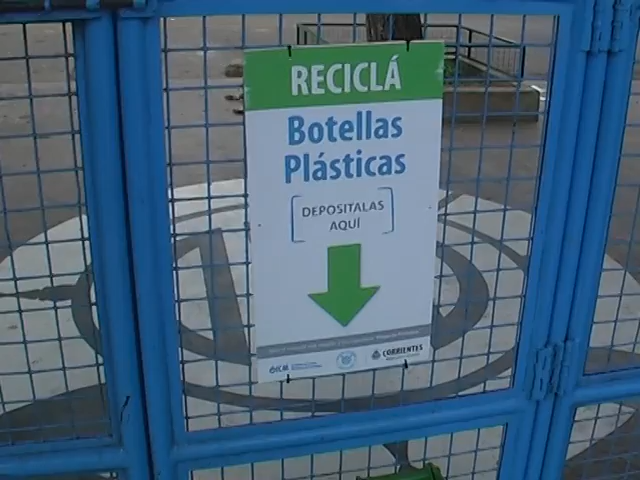 RECICLÁ
Botellas
Plásticas
DEPOSITALAS
AQUÍ
CORRIENTES